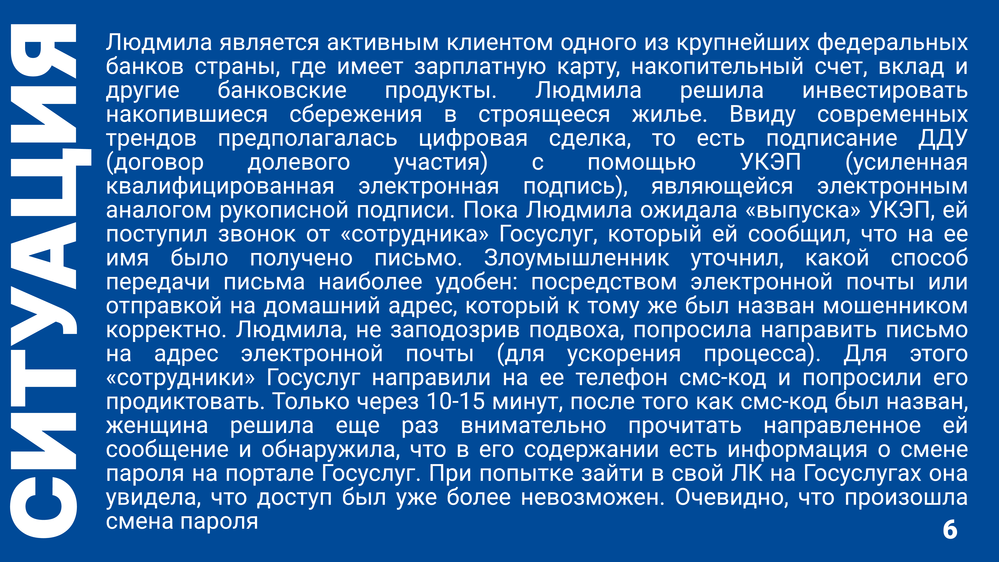 СИТУАЦИЯ
Людмила является активным клиентом одного из крупнейших федеральных
банков страны, где имеет зарплатную карту, накопительный счет, вклад и
другие банковские продукты. Людмила решила инвестировать
накопившиеся сбережения в строящееся жилье. Ввиду современных
трендов предполагалась цифровая сделка, то есть подписание ДДУ
(договор долевого участия) с помощью УКЭП (усиленная
квалифицированная электронная подпись), являющейся электронным
аналогом рукописной подписи. Пока Людмила ожидала «выпуска» УКЭП, ей
поступил звонок от «сотрудника» Госуслуг, который ей сообщил, что на ее
имя было получено письмо. Злоумышленник уточнил, какой способ
передачи письма наиболее удобен: посредством электронной почты или
отправкой на домашний адрес, который к тому же был назван мошенником
корректно. Людмила, не заподозрив подвоха, попросила направить письмо
на адрес электронной почты (для ускорения процесса). Для этого
«сотрудники» Госуслуг направили на ее телефон смс-код и попросили его
продиктовать. Только через 10-15 минут, после того как смс-код был назван,
женщина решила еще раз внимательно прочитать направленное ей
сообщение и обнаружила, что в его содержании есть информация о смене
пароля на портале Госуслуг. При попытке зайти в свой ЛК на Госуслугах она
увидела, что доступ был уже более невозможен. Очевидно, что произошла
смена пароля
6